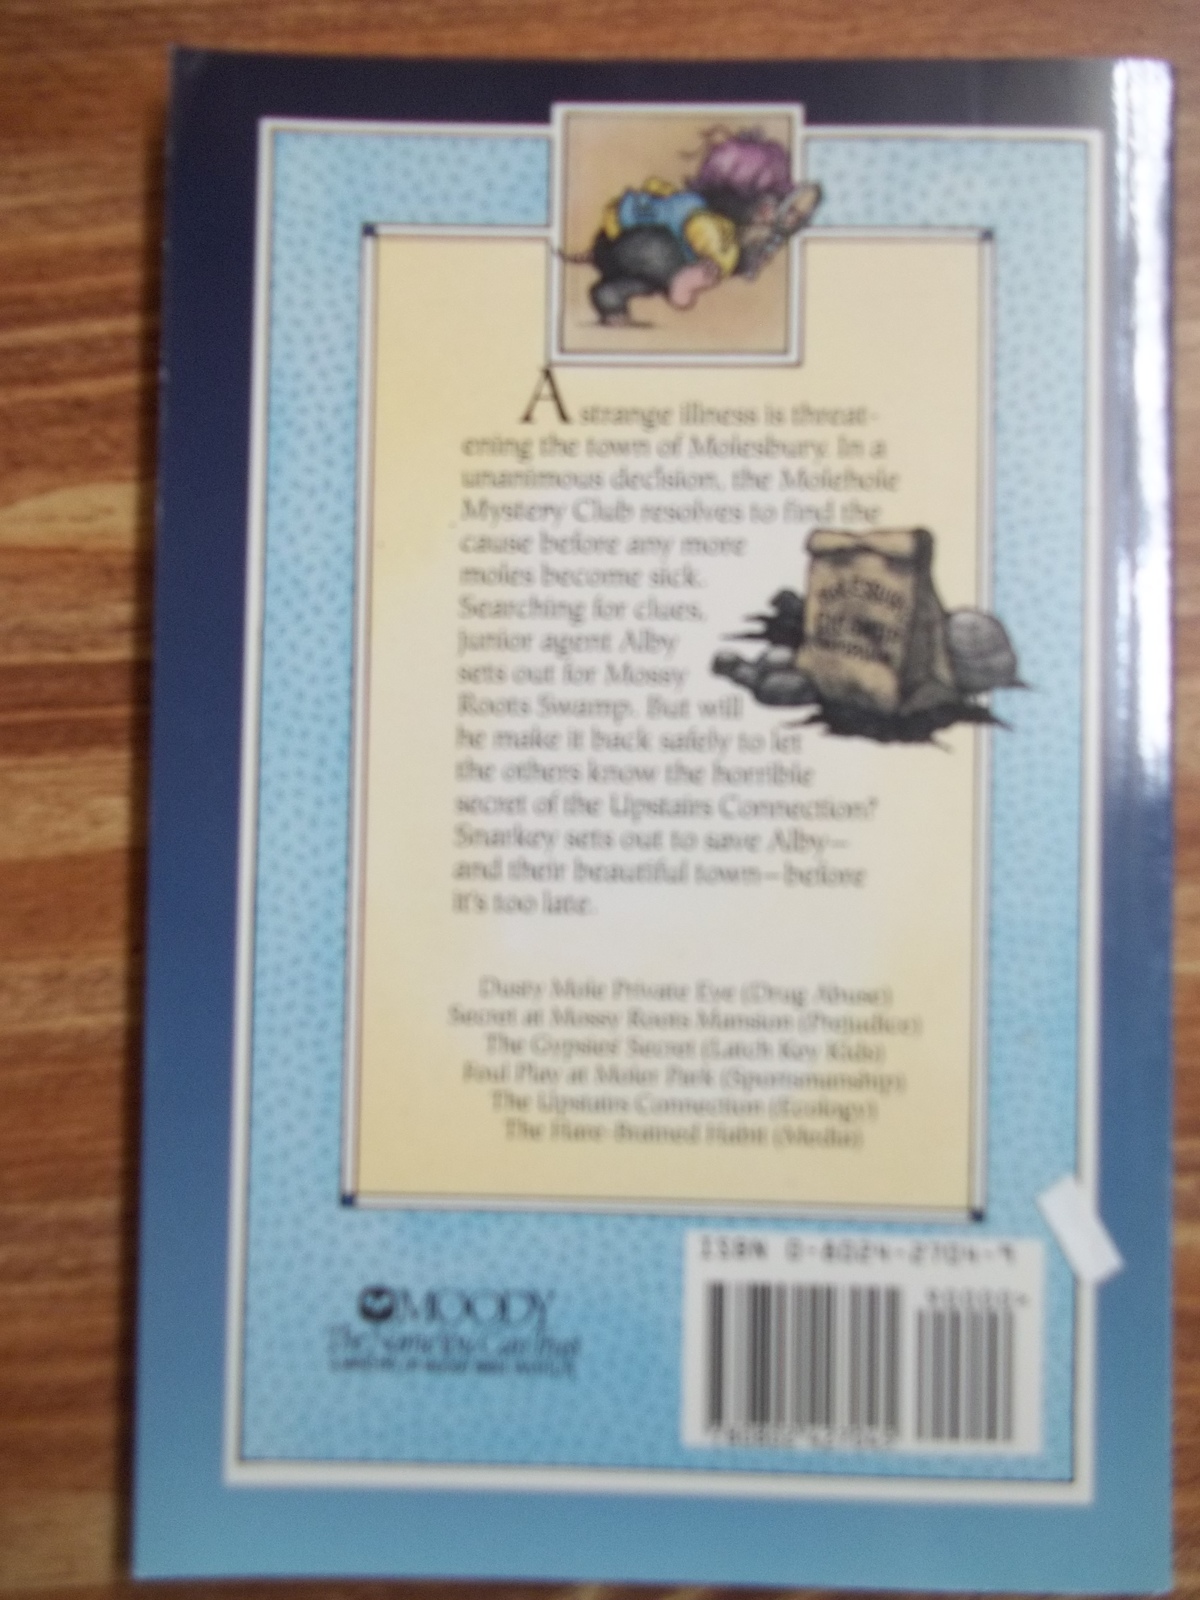 A strange illness is threat-
ening the town of Molesbury. In a
unanimous decision, the Molehole
Mystery Club resolves to find the
cause before any more
moles become sick.
Searching for clues,
junior agent Alby
sets out for Mossy
Roots Swamp. But will
he make it back safely to let
the others know the horrible
secret of the Upstairs Connection?
Snarkey sets out to save Alby—
and their beautiful town—before
it's too late.
Dusty Mole Private Eye (Drug Abuse)
Secret at Mossy Roots Mansion (Prejudice)
The Gypsies' Secret (Latch Key Kids)
Foul Play at Moler Park (Sportsmanship)
The Upstairs Connection (Ecology)
The Hare-Brained Habit (Media)
ISBN 0-8024-2704-9
MOODY
The Name You Can Trust